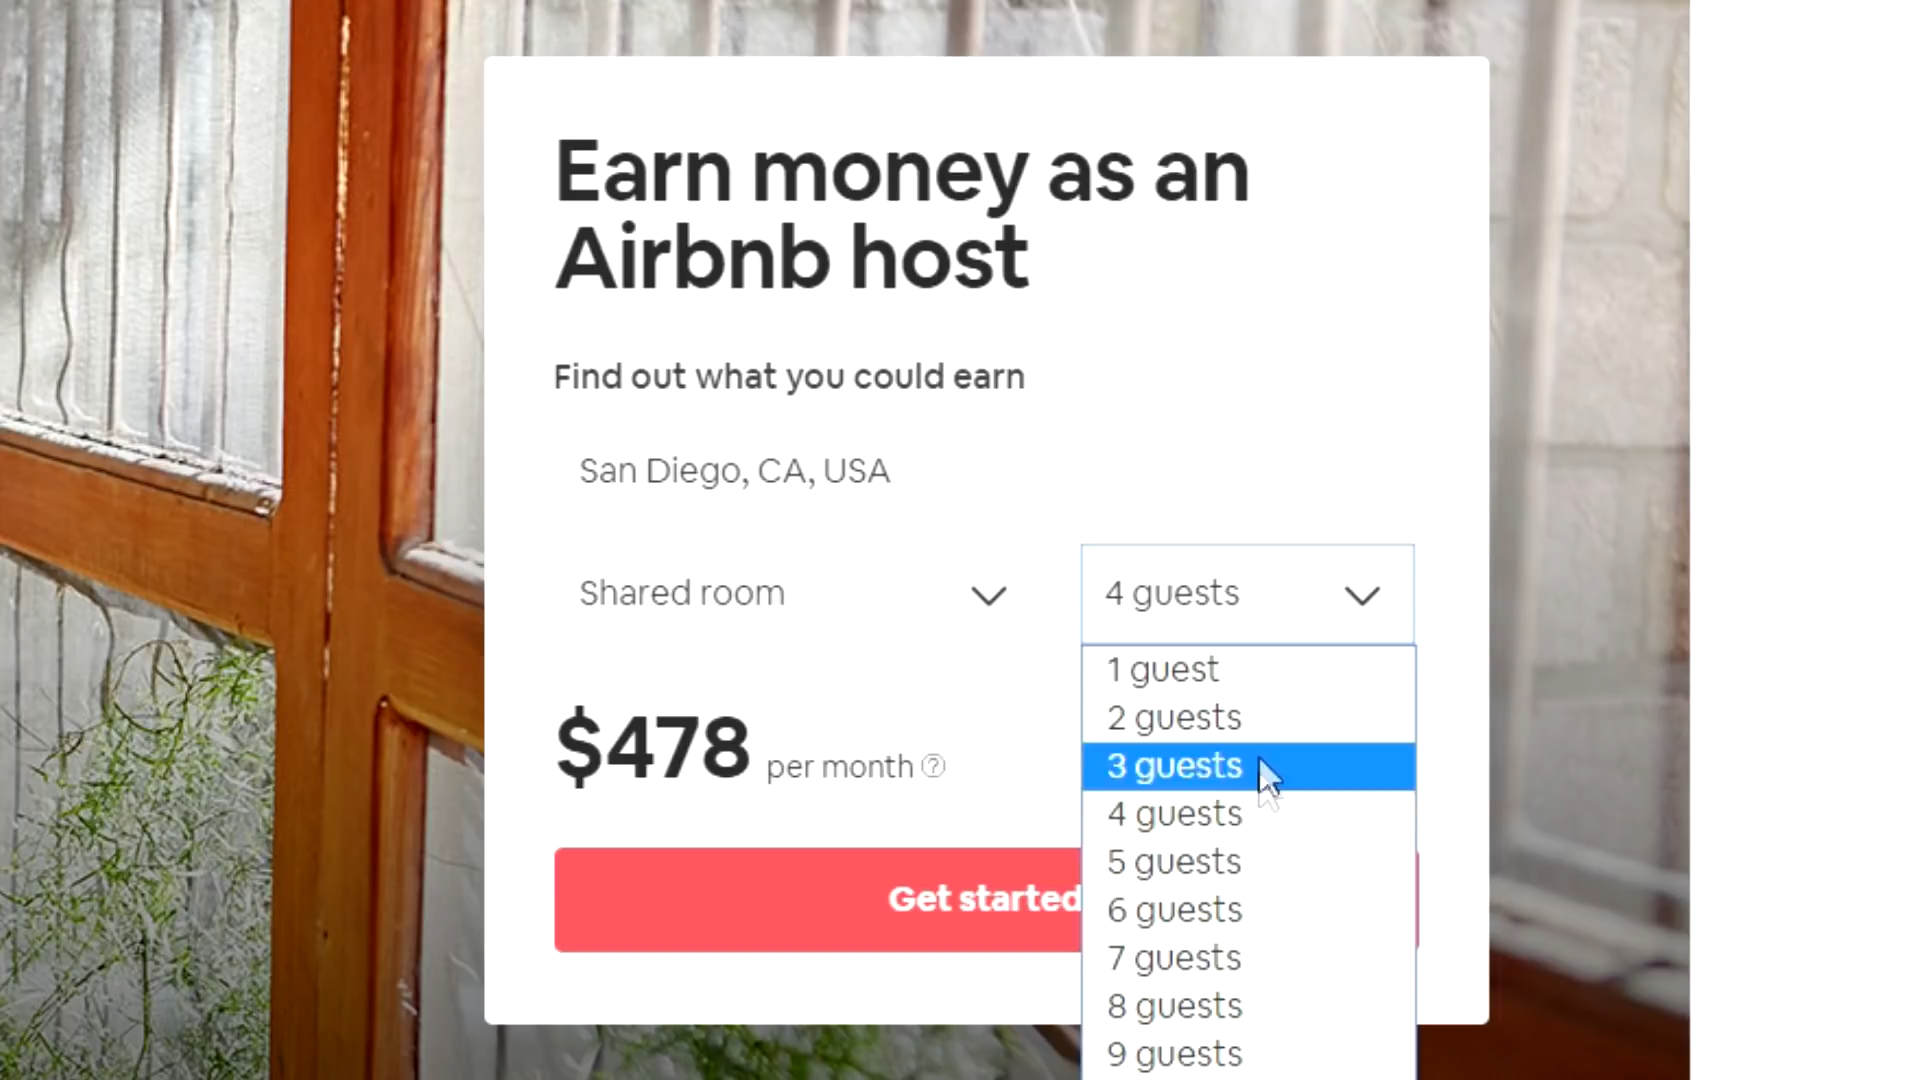 Earn money as an
Airbnb host
Find out what you could earn
San Diego, CA, USA
Shared room
4 guests
1 guest
2 guests
3 guests
4 guests
5 guests
6 guests
7 guests
8 guests
9 guests
$478 per month ?
Get started